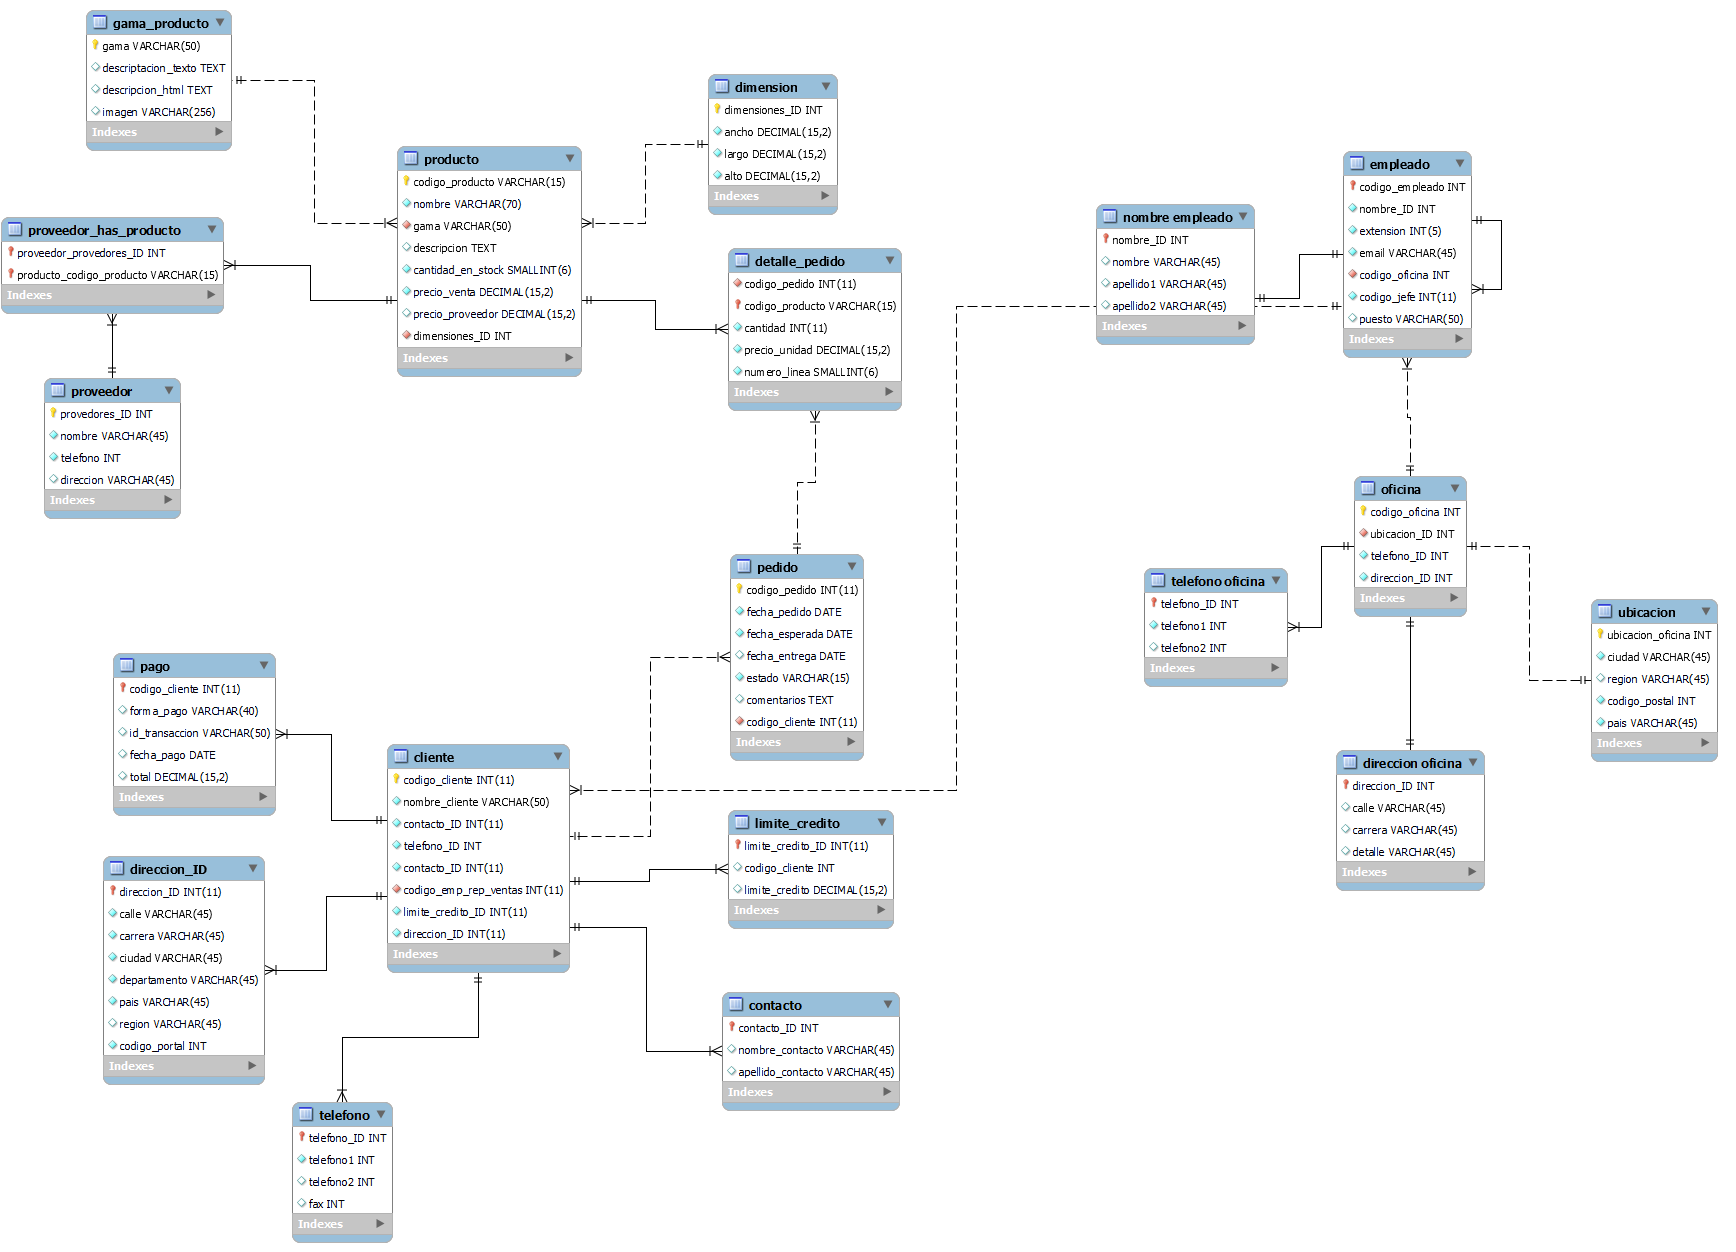 gama_producto
gama VARCHAR(50)
descriptacion_texto TEXT
descripcion_html TEXT
imagen VARCHAR(256)
Indexes
dimension
dimensiones_ID INT
ancho DECIMAL(15,2)
largo DECIMAL(15,2)
alto DECIMAL(15,2)
Indexes
producto
codigo_producto VARCHAR(15)
nombre VARCHAR(70)
gama VARCHAR(50)
descripcion TEXT
cantidad_en_stock SMALLINT(6)
precio_venta DECIMAL(15,2)
precio_proveedor DECIMAL(15,2)
dimensiones_ID INT
Indexes
proveedor_has_producto
proveedor_provedores_ID INT
producto_codigo_producto VARCHAR(15)
Indexes
proveedor
provedores_ID INT
nombre VARCHAR(45)
telefono INT
direccion VARCHAR(45)
Indexes
detalle_pedido
codigo_pedido INT(11)
codigo_producto VARCHAR(15)
cantidad INT(11)
precio_unidad DECIMAL(15,2)
numero_linea SMALLINT(6)
Indexes
nombre empleado
nombre_ID INT
nombre VARCHAR(45)
apellido1 VARCHAR(45)
apellido2 VARCHAR(45)
Indexes
empleado
codigo_empleado INT
nombre_ID INT
extension INT(5)
email VARCHAR(45)
codigo_oficina INT
codigo_jefe INT(11)
puesto VARCHAR(50)
Indexes
oficina
codigo_oficina INT
ubicacion_ID INT
telefono_ID INT
direccion_ID INT
Indexes
telefono oficina
telefono_ID INT
telefono1 INT
telefono2 INT
Indexes
ubicacion
ubicacion_oficina INT
ciudad VARCHAR(45)
region VARCHAR(45)
codigo_postal INT
pais VARCHAR(45)
Indexes
direccion oficina
direccion_ID INT
calle VARCHAR(45)
carrera VARCHAR(45)
detalle VARCHAR(45)
Indexes
pedido
codigo_pedido INT(11)
fecha_pedido DATE
fecha_esperada DATE
fecha_entrega DATE
estado VARCHAR(15)
comentarios TEXT
codigo_cliente INT(11)
Indexes
pago
codigo_cliente INT(11)
forma_pago VARCHAR(40)
id_transaccion VARCHAR(50)
fecha_pago DATE
total DECIMAL(15,2)
Indexes
cliente
codigo_cliente INT(11)
nombre_cliente VARCHAR(50)
contacto_ID INT(11)
telefono_ID INT
contacto_ID INT(11)
codigo_emp_rep_ventas INT(11)
limite_credito_ID INT(11)
direccion_ID INT(11)
Indexes
limite_credito
limite_credito_ID INT(11)
codigo_cliente INT
limite_credito DECIMAL(15,2)
Indexes
direccion_ID
direccion_ID INT(11)
calle VARCHAR(45)
carrera VARCHAR(45)
ciudad VARCHAR(45)
departamento VARCHAR(45)
pais VARCHAR(45)
region VARCHAR(45)
codigo_portal INT
Indexes
contacto
contacto_ID INT
nombre_contacto VARCHAR(45)
apellido_contacto VARCHAR(45)
Indexes
telefono
telefono_ID INT
telefono1 INT
telefono2 INT
fax INT
Indexes